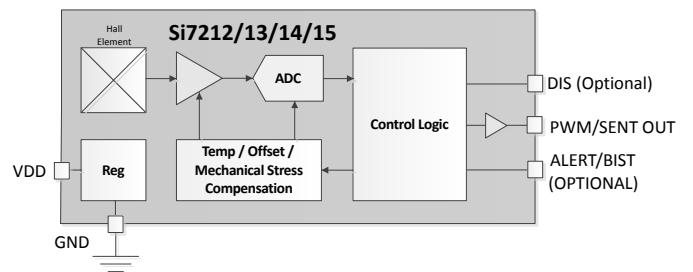 Si7212/13/14/15
Hall
Element
ADC
Control Logic
DIS (Optional)
PWM/SENT OUT
ALERT/BIST
(OPTIONAL)
Temp / Offset /
Mechanical Stress
Compensation
VDD
Reg
GND